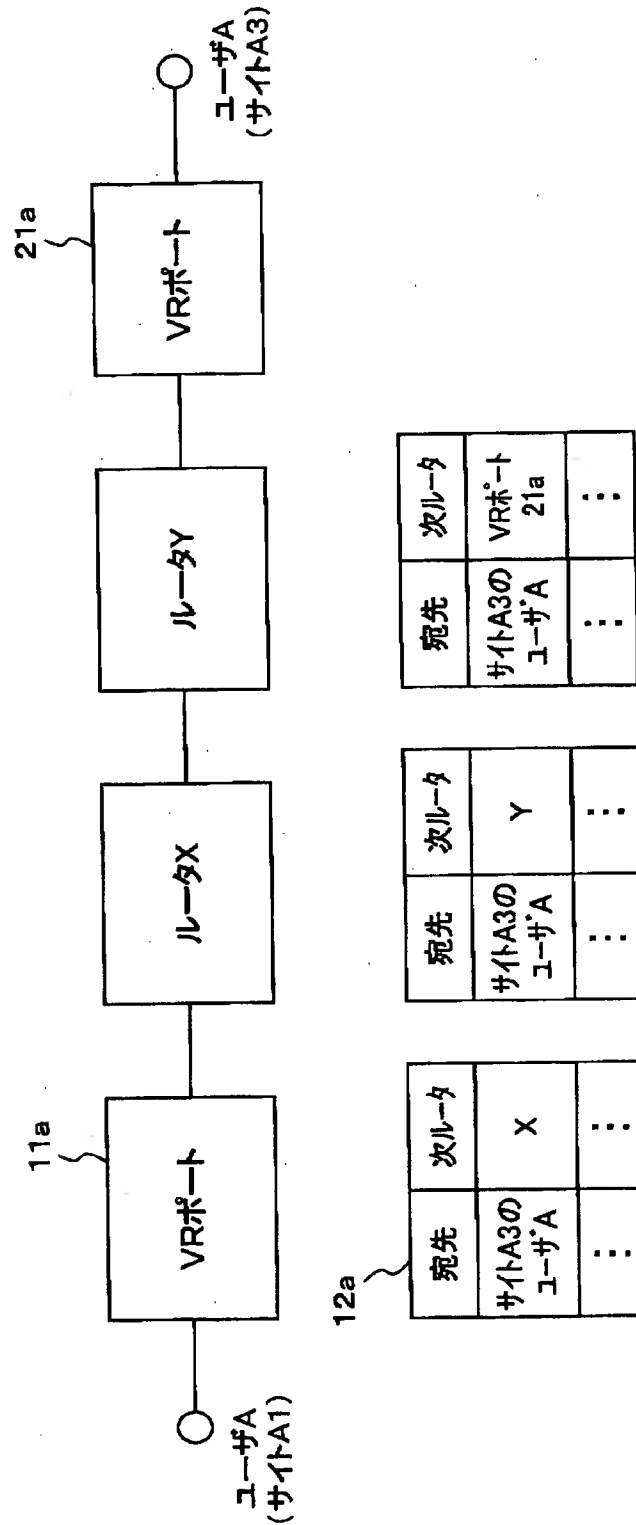 11a
21a
ユーザA
(サイトA1)
VRポート
ルータX
ルータY
VRポート
ユーザA
(サイトA3)
12a
宛先
次ルータ
サイトA3の
ユーザA
X
⋮
⋮
宛先
次ルータ
サイトA3の
ユーザA
Y
⋮
⋮
宛先
次ルータ
サイトA3の
ユーザA
VRポート
21a
⋮
⋮